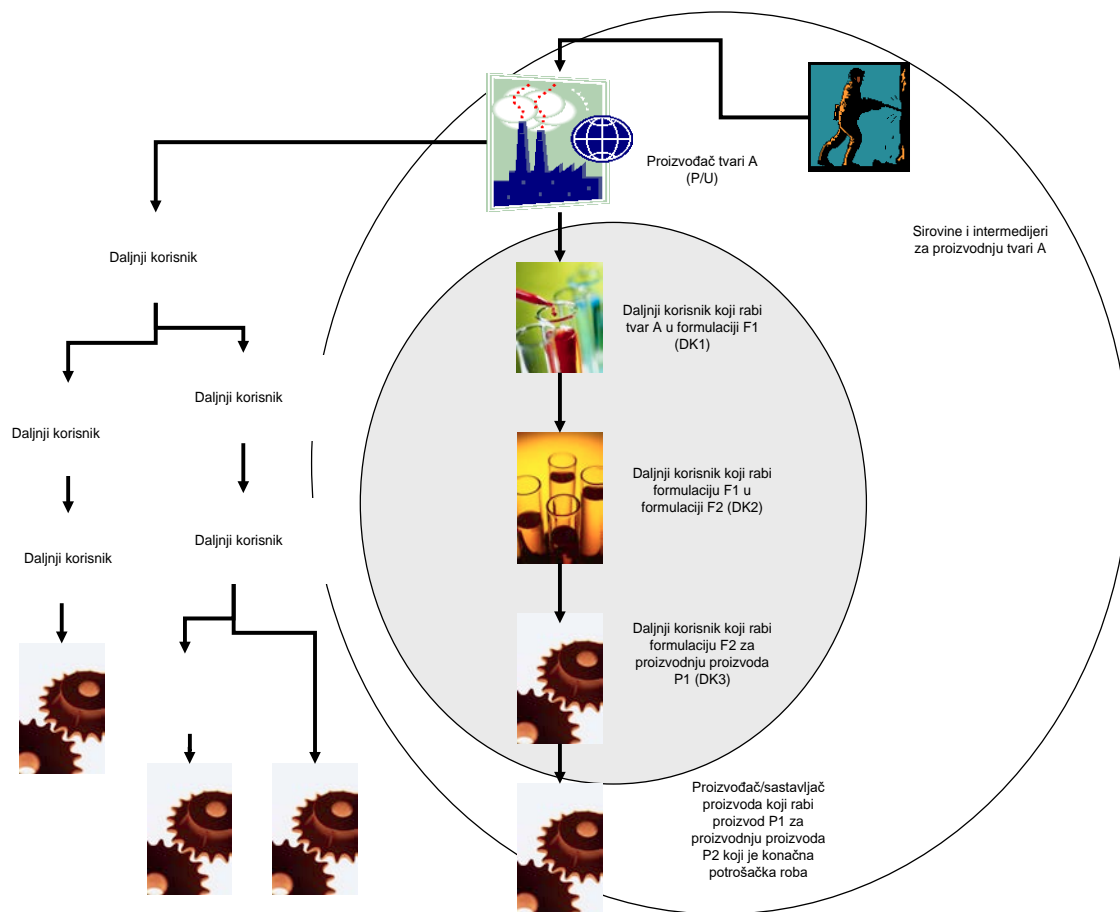 Proizvođač tvari A
(P/U)
Sirovine i intermedijeri
za proizvodnju tvari A
Daljnji korisnik
Daljnji korisnik koji rabi
tvar A u formulaciji F1
(DK1)
Daljnji korisnik
Daljnji korisnik
Daljnji korisnik koji rabi
formulaciju F1 u
formulaciji F2 (DK2)
Daljnji korisnik
Daljnji korisnik
Daljnji korisnik koji rabi
formulaciju F2 za
proizvodnju proizvoda
P1 (DK3)
Proizvođač/sastavljač
proizvoda koji rabi
proizvod P1 za
proizvodnju proizvoda
P2 koji je konačna
potrošačka roba